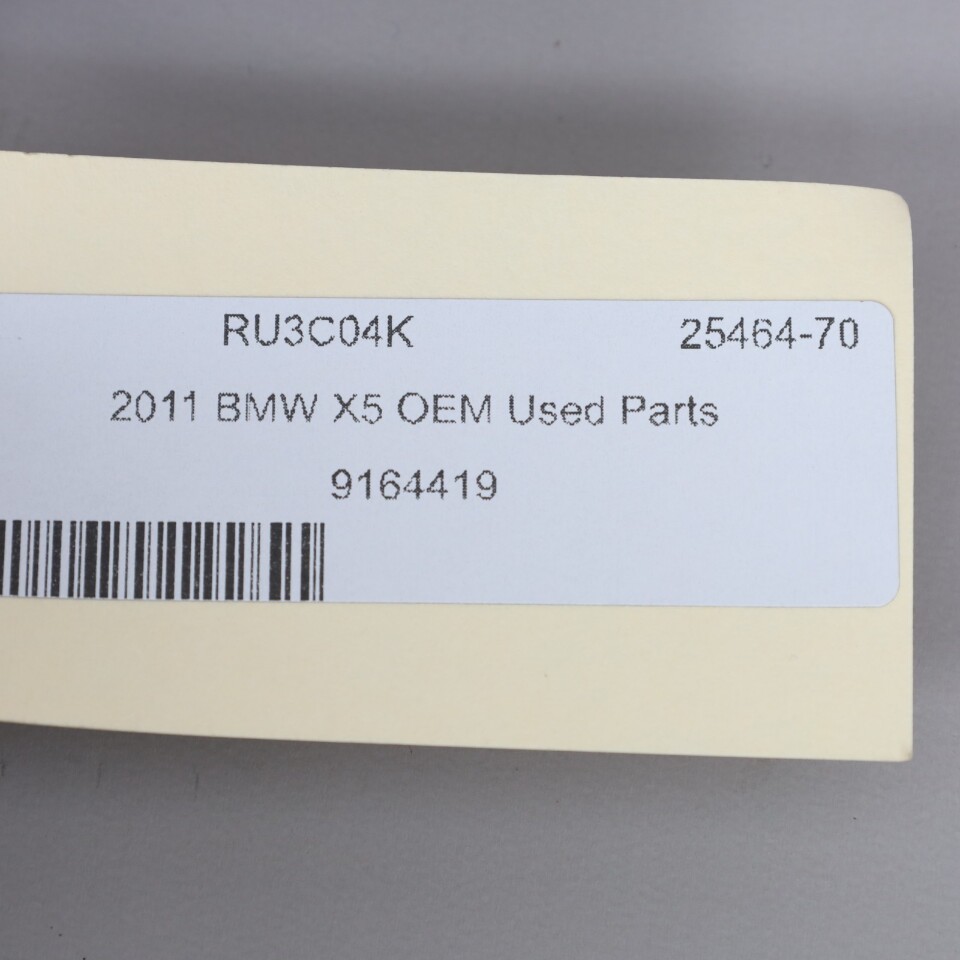 RU3C04K 25464-70
2011 BMW X5 OEM Used Parts
9164419